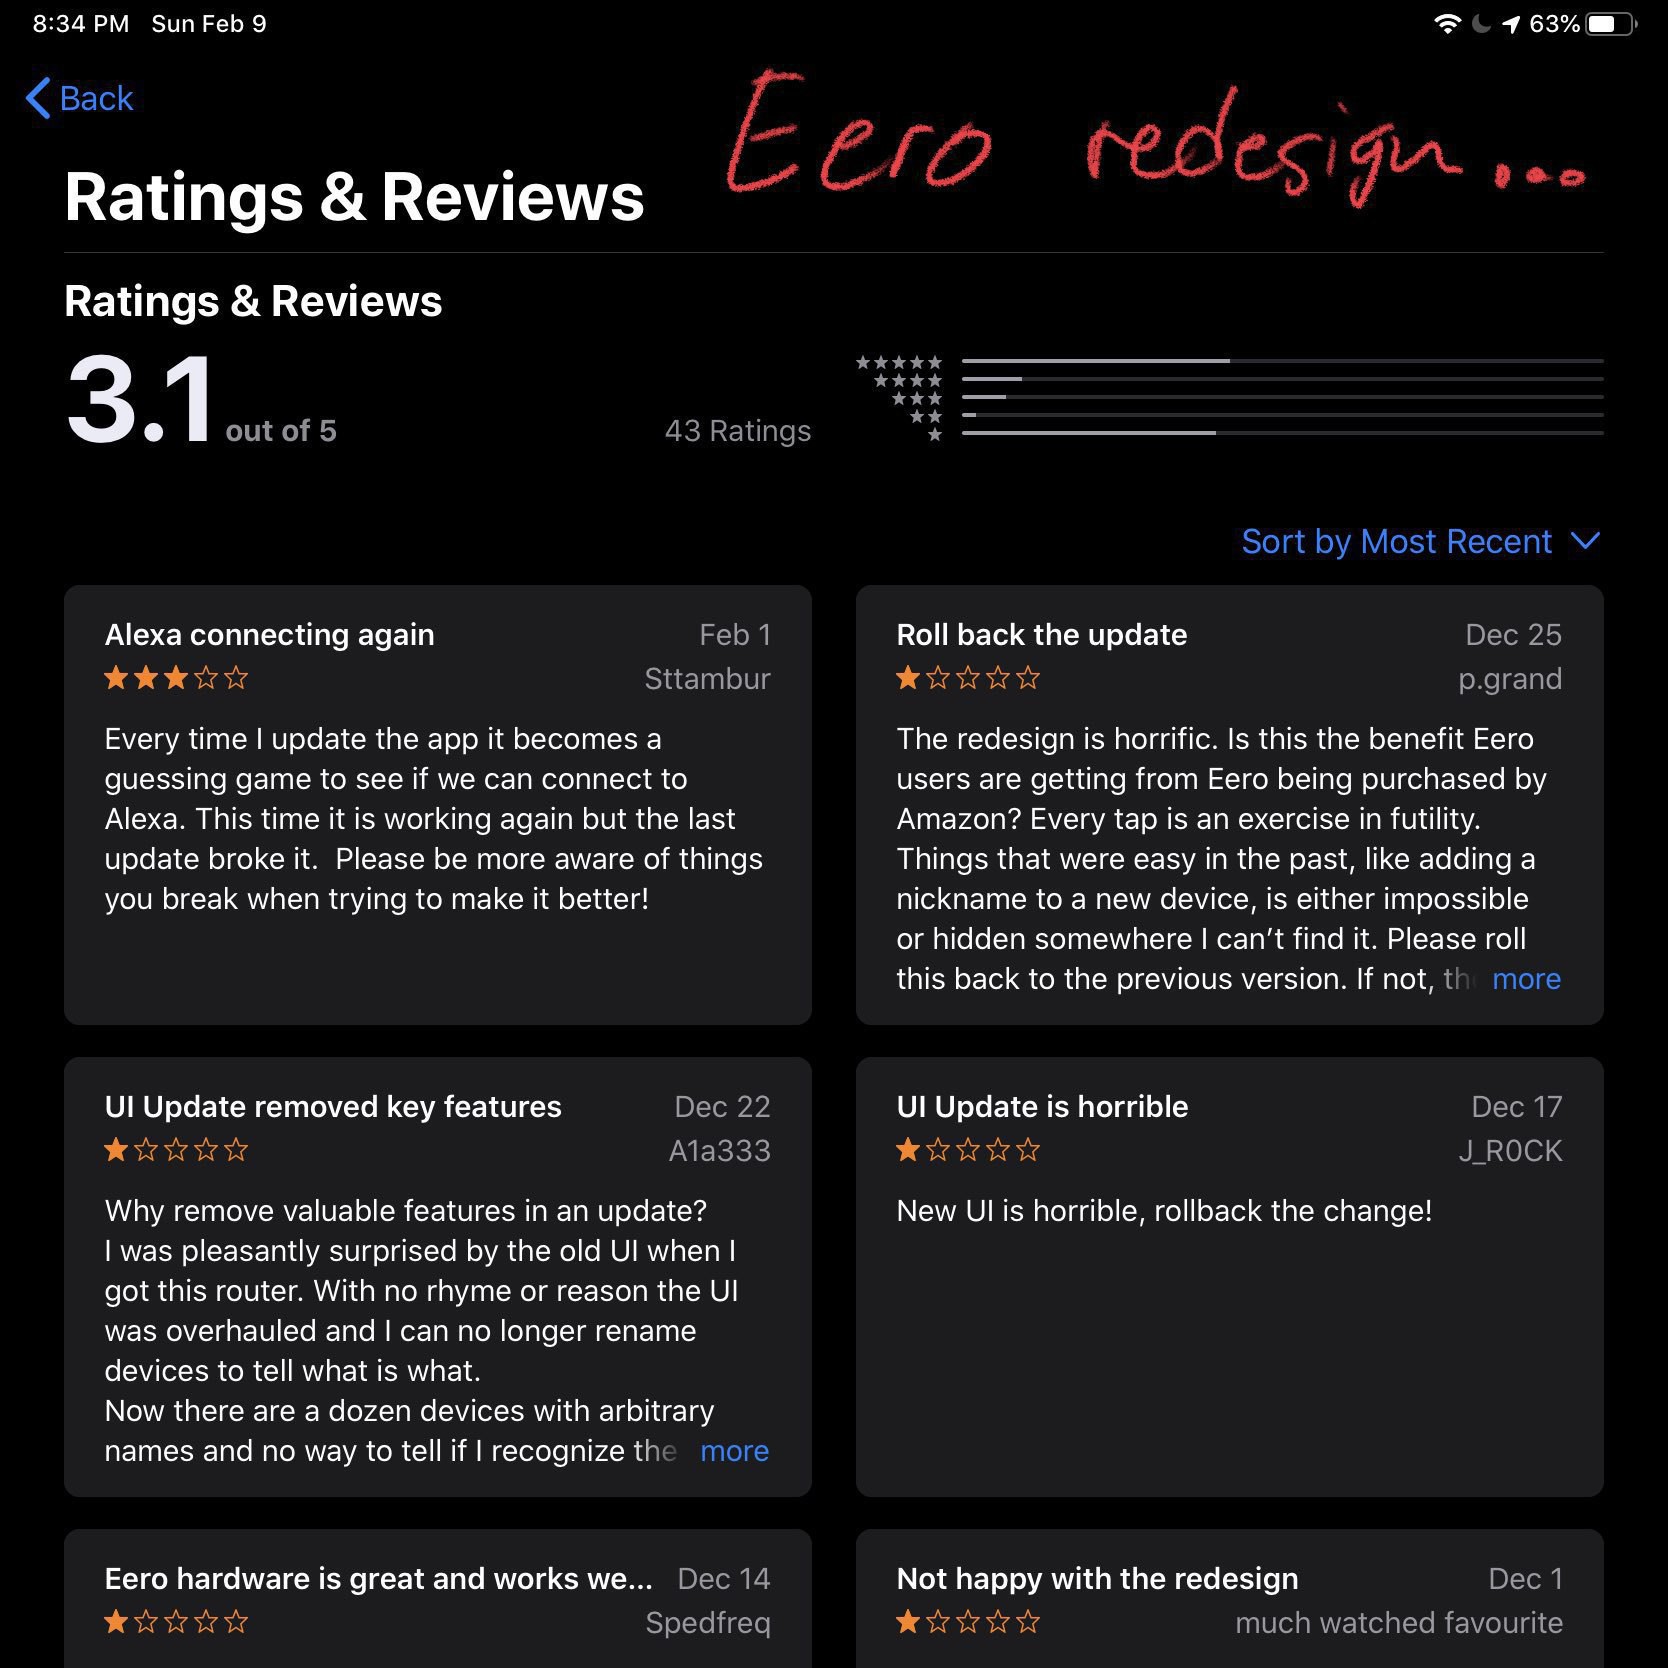 8:34 PM Sun Feb 9 63%
Back
Eero redesign...
Ratings & Reviews
Ratings & Reviews
3.1 out of 5
43 Ratings
Sort by Most Recent
Alexa connecting again Feb 1
Sttambur
Every time I update the app it becomes a
guessing game to see if we can connect to
Alexa. This time it is working again but the last
update broke it.  Please be more aware of things
you break when trying to make it better!
Roll back the update Dec 25
p.grand
The redesign is horrific. Is this the benefit Eero
users are getting from Eero being purchased by
Amazon? Every tap is an exercise in futility.
Things that were easy in the past, like adding a
nickname to a new device, is either impossible
or hidden somewhere I can’t find it. Please roll
this back to the previous version. If not, more
UI Update removed key features Dec 22
A1a333
Why remove valuable features in an update?
I was pleasantly surprised by the old UI when I
got this router. With no rhyme or reason the UI
was overhauled and I can no longer rename
devices to tell what is what.
Now there are a dozen devices with arbitrary
names and no way to tell if I recognize the more
UI Update is horrible Dec 17
J_R0CK
New UI is horrible, rollback the change!
Eero hardware is great and works we... Dec 14
Spedfreq
Not happy with the redesign Dec 1
much watched favourite